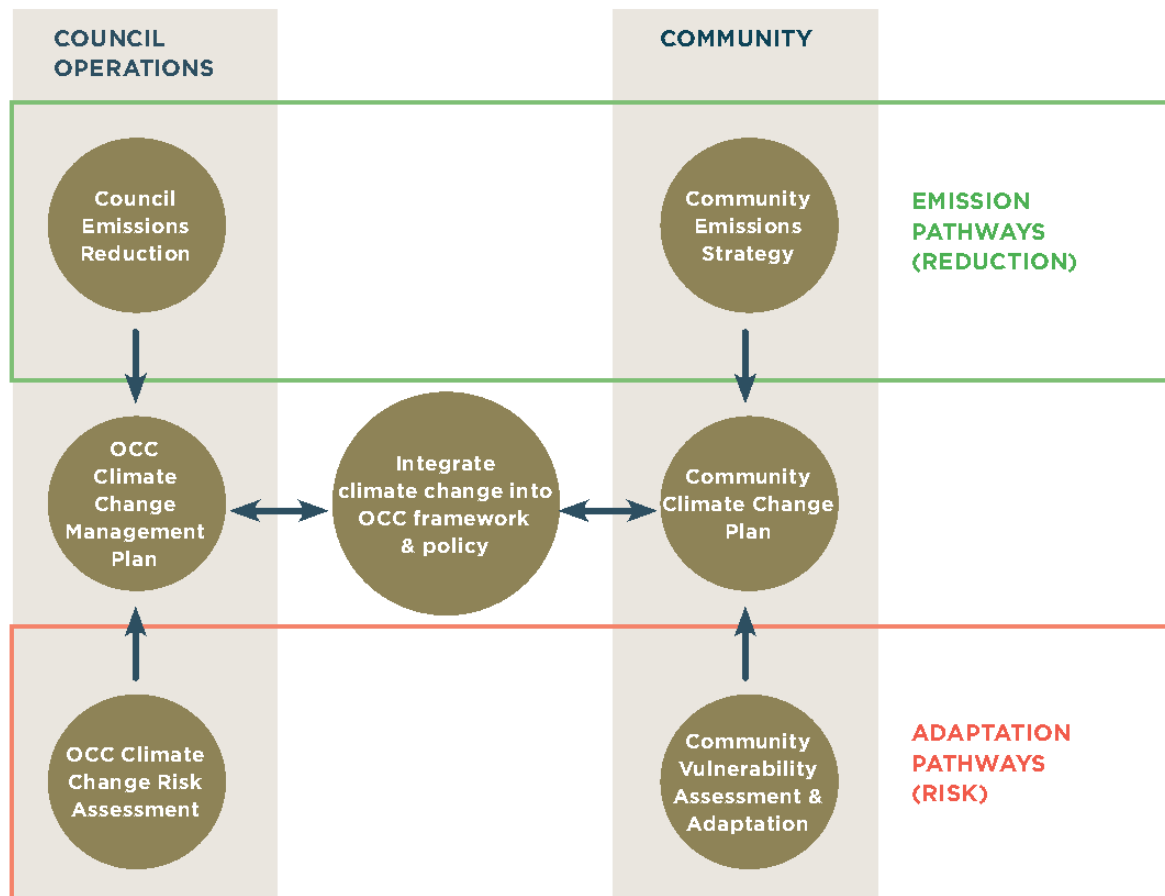 COUNCIL
OPERATIONS
COMMUNITY
Council
Emissions
Reduction
Community
Emissions
Strategy
EMISSION
PATHWAYS
(REDUCTION)
OCC
Climate
Change
Management
Plan
Integrate
climate change into
OCC framework
& policy
Community
Climate Change
Plan
OCC Climate
Change Risk
Assessment
Community
Vulnerability
Assessment &
Adaptation
ADAPTATION
PATHWAYS
(RISK)